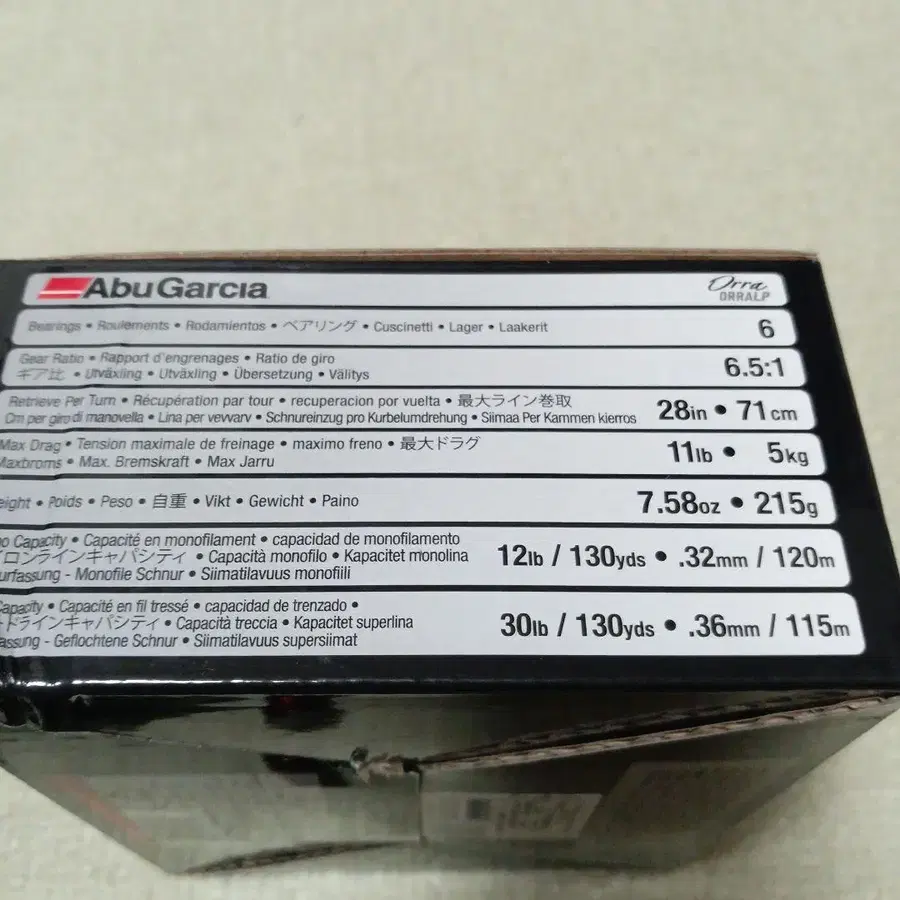 AbuGarcia
Orra
ORRALP
Bearings • Roulements • Rodamientos • ベアリング • Cuscinetti • Lager • Laakerit
6
Gear Ratio • Rapport d'engrenages • Ratio de giro
ギア比 • Utväxling • Utväxling • Übersetzung • Välitys
6.5:1
Retrieve Per Turn • Récupération par tour • recuperacion por vuelta • 最大ライン巻取
Cm per giro di manovella • Lina per vevvarv • Schnureinzug pro Kurbelumdrehung • Siimaa Per Kammen kierros
28in • 71cm
Max Drag • Tension maximale de freinage • maximo freno • 最大ドラグ
Maxbroms • Max. Bremskraft • Max Jarru
11lb • 5kg
eight • Poids • Peso • 自重 • Vikt • Gewicht • Paino
7.58oz • 215g
no Capacity • Capacité en monofilament • capacidad de monofilamento
イロンラインキャパシティ • Capacità monofilo • Kapacitet monolina
urfassung - Monofile Schnur • Siimatilavuus monofiili
12lb / 130yds • .32mm / 120m
Capacity • Capacité en fil tressé • capacidad de trenzado •
ドラインキャパシティ • Capacità treccia • Kapacitet superlina
assung - Geflochtene Schnur • Siimatilavuus supersiimat
30lb / 130yds • .36mm / 115m